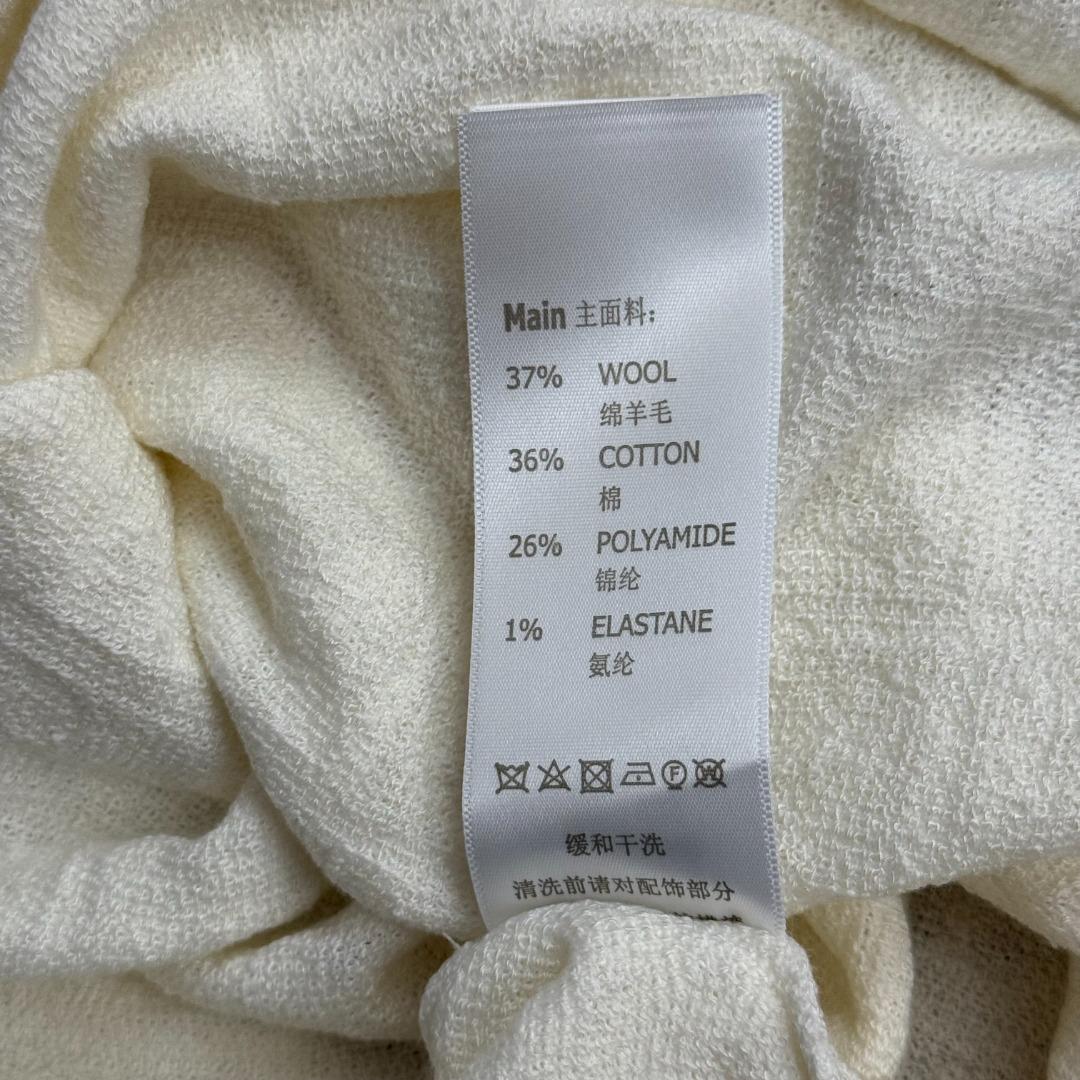 Main 主面料:
37% WOOL
绵羊毛
36% COTTON
棉
26% POLYAMIDE
锦纶
1% ELASTANE
氨纶
F W
缓和干洗
清洗前请对配饰部分